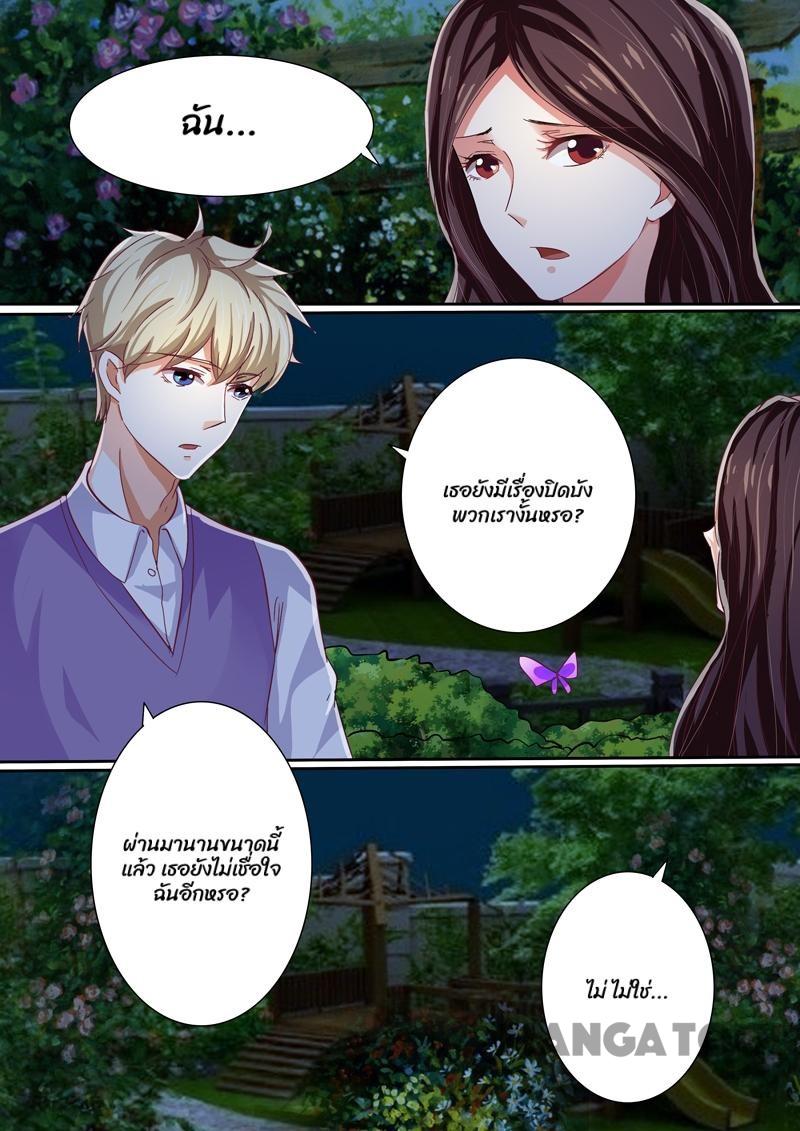 ฉัน...
เธอยังมีเรื่องปิดบัง
พวกเรางั้นหรอ?
ผ่านมานานขนาดนี้
แล้ว เธอยังไม่เชื่อใจ
ฉันอีกหรอ?
ไม่ ไม่ใช่...
MANGA TOON